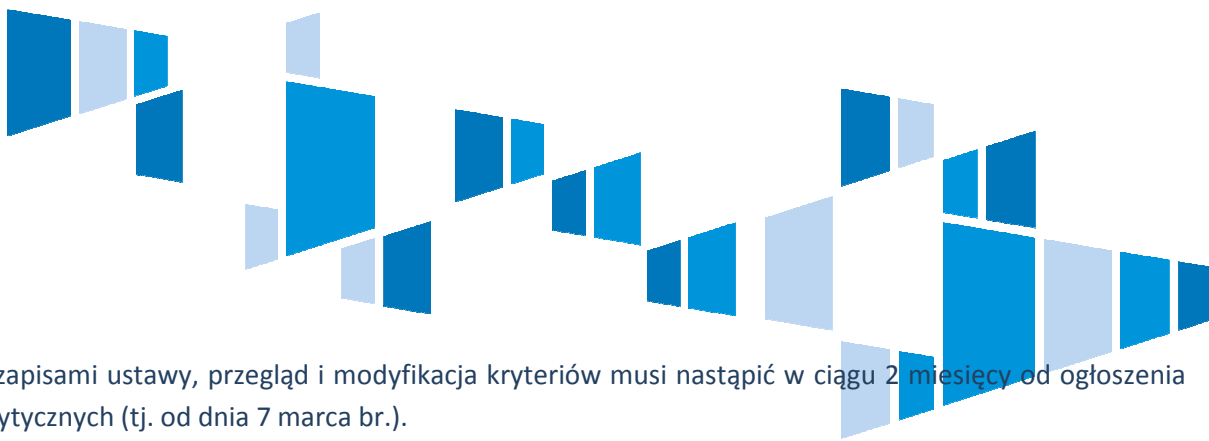 zapisami ustawy, przegląd i modyfikacja kryteriów musi nastąpić w ciągu 2 miesięcy od ogłoszenia
ytycznych (tj. od dnia 7 marca br.).